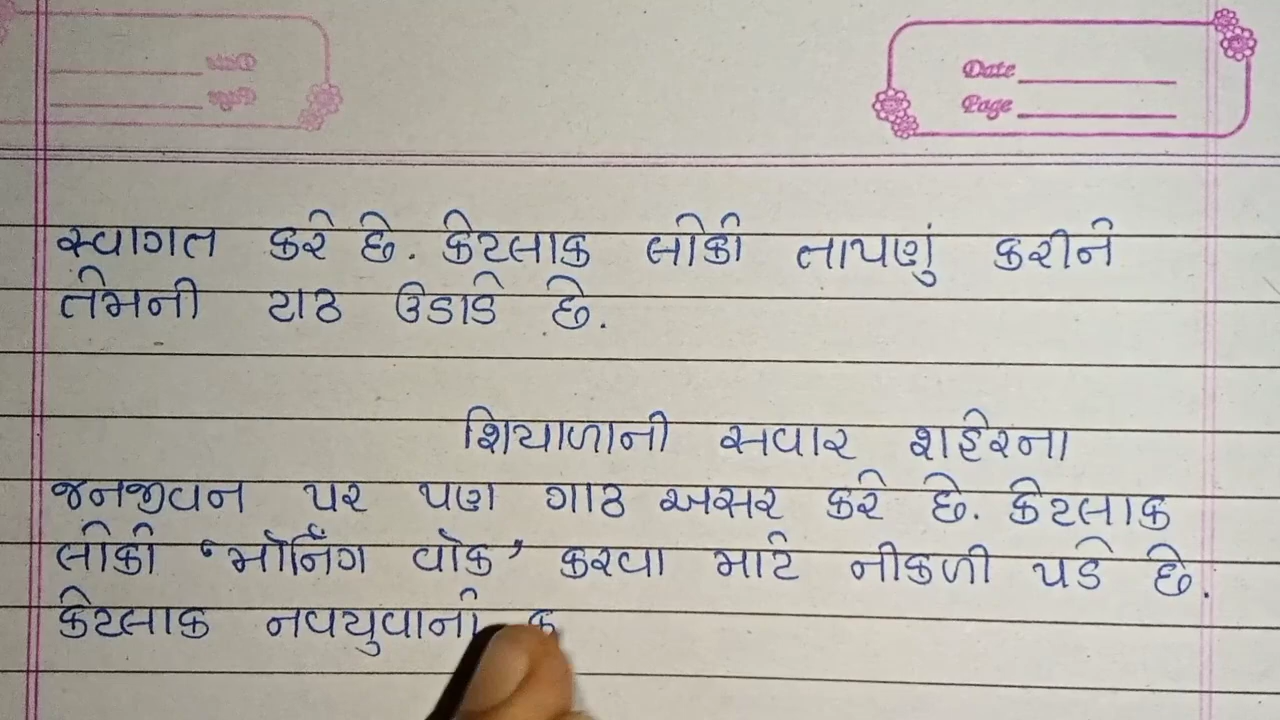 Date
Page
સ્વાગત કરે છે. કેટલાક લોકો તાપણું કરીને
તેમની ટાઢ ઉડાડે છે.
શિયાળાની સવાર શહેરના
જનજીવન પર પણ ગાઢ અસર કરે છે. કેટલાક
લોકો ‘મોર્નિંગ વૉક’ કરવા માટે નીકળી પડે છે.
કેટલાક નવયુવાનો ક